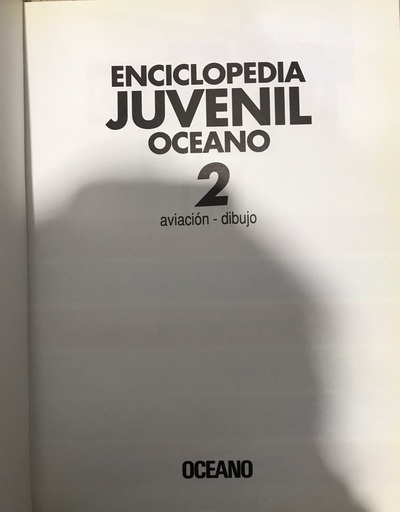 ENCICLOPEDIA
JUVENIL
OCEANO
2
aviación - dibujo
OCEANO